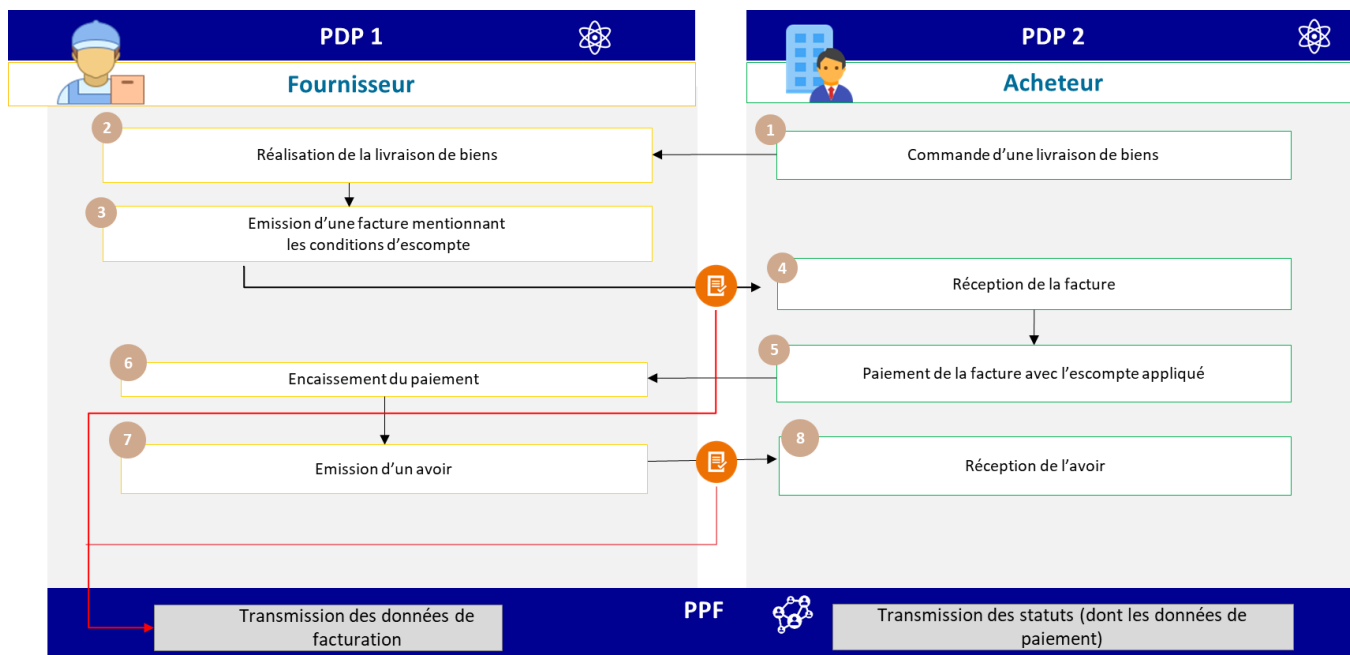 PDP 1
PDP 2
Fournisseur
Acheteur
2
Réalisation de la livraison de biens
1
Commande d'une livraison de biens
3
Emission d'une facture mentionnant
les conditions d'escompte
4
Réception de la facture
5
Paiement de la facture avec l'escompte appliqué
6
Encaissement du paiement
7
Emission d'un avoir
8
Réception de l'avoir
Transmission des données de
facturation
PPF
Transmission des statuts (dont les données de
paiement)